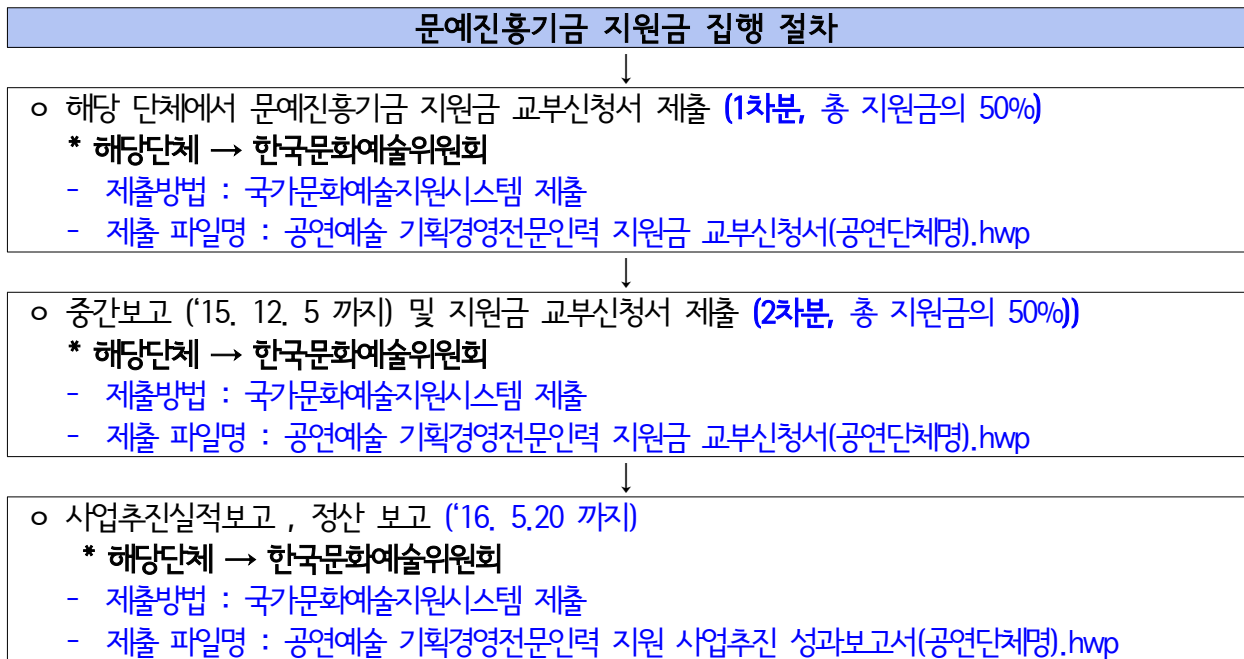 문예진흥기금 지원금 집행 절차
↓
ㅇ 해당 단체에서 문예진흥기금 지원금 교부신청서 제출 (1차분, 총 지원금의 50%)
* 해당단체 → 한국문화예술위원회
- 제출방법 : 국가문화예술지원시스템 제출
- 제출 파일명 : 공연예술 기획경영전문인력 지원금 교부신청서(공연단체명).hwp
↓
ㅇ 중간보고 (‘15. 12. 5 까지) 및 지원금 교부신청서 제출 (2차분, 총 지원금의 50%))
* 해당단체 → 한국문화예술위원회
- 제출방법 : 국가문화예술지원시스템 제출
- 제출 파일명 : 공연예술 기획경영전문인력 지원금 교부신청서(공연단체명).hwp
↓
ㅇ 사업추진실적보고 , 정산 보고 (‘16. 5.20 까지)
* 해당단체 → 한국문화예술위원회
- 제출방법 : 국가문화예술지원시스템 제출
- 제출 파일명 : 공연예술 기획경영전문인력 지원 사업추진 성과보고서(공연단체명).hwp